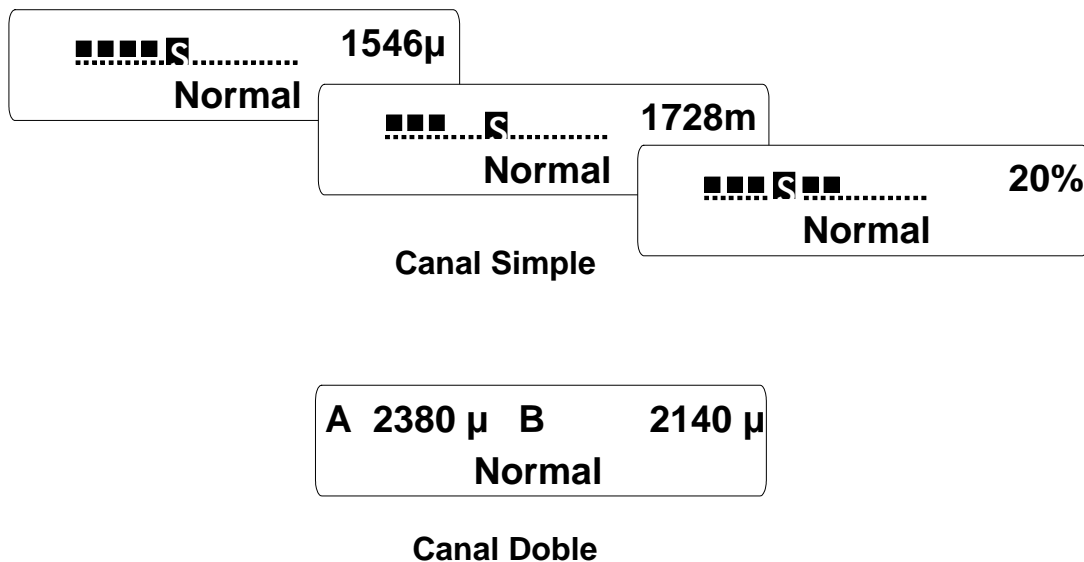 S 1546µ
Normal
S 1728m
Normal
S 20%
Normal
Canal Simple
A 2380 µ B 2140 µ
Normal
Canal Doble